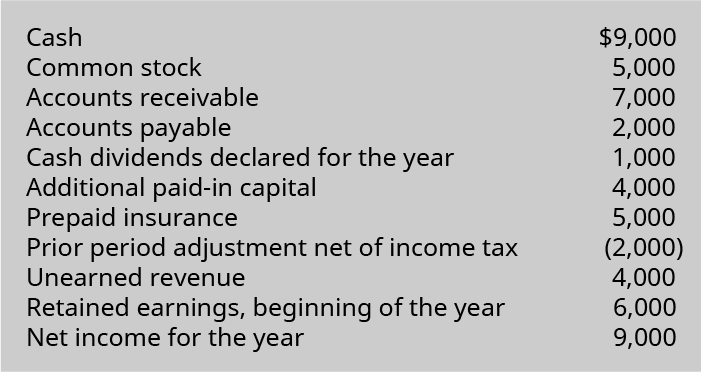 Cash $9,000
Common stock 5,000
Accounts receivable 7,000
Accounts payable 2,000
Cash dividends declared for the year 1,000
Additional paid-in capital 4,000
Prepaid insurance 5,000
Prior period adjustment net of income tax (2,000)
Unearned revenue 4,000
Retained earnings, beginning of the year 6,000
Net income for the year 9,000